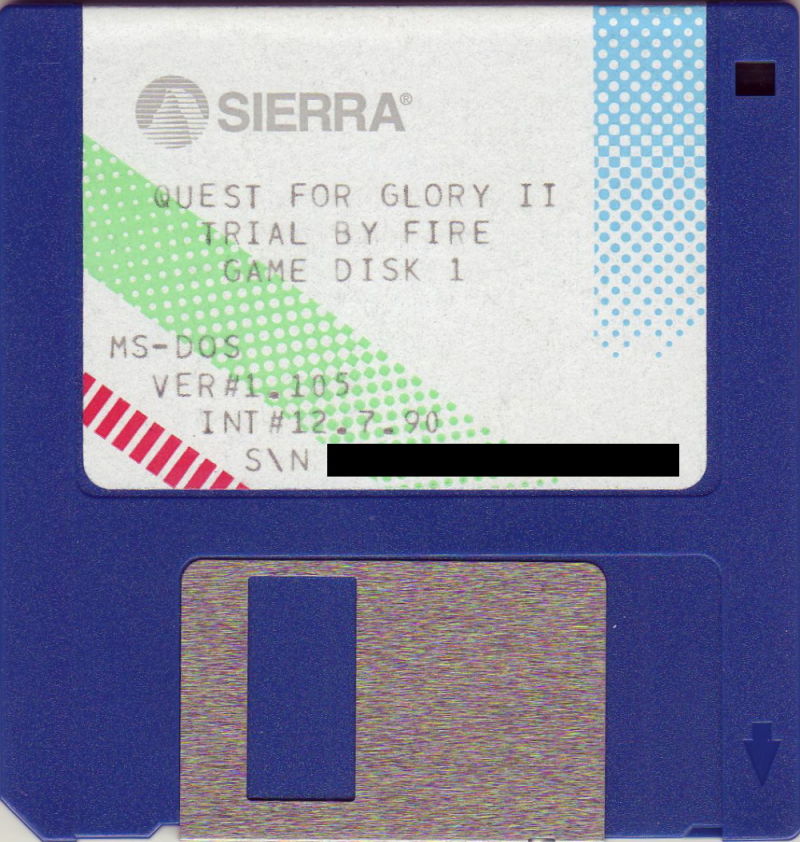 SIERRA®
QUEST FOR GLORY II
TRIAL BY FIRE
GAME DISK 1
MS-DOS
VER#1.105
INT#12.7.90
S\N